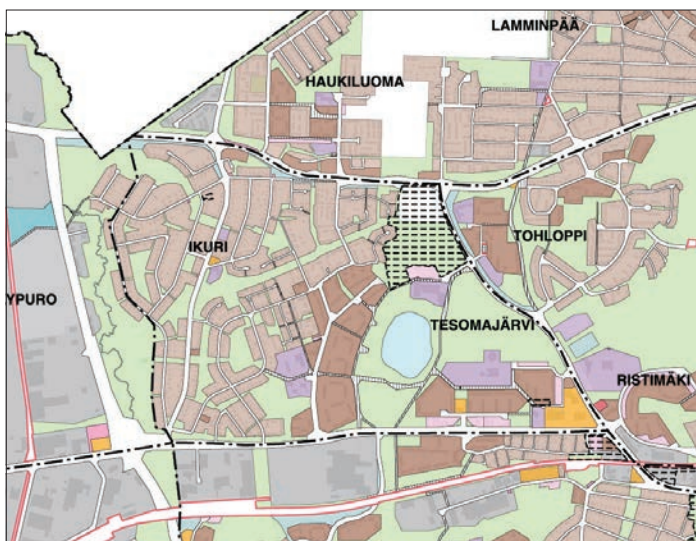 LAMMINPÄÄ
HAUKILUOMA
IKURI
TOHLOPPI
YPURO
TESOMAJÄRVI
RISTIMÄKI